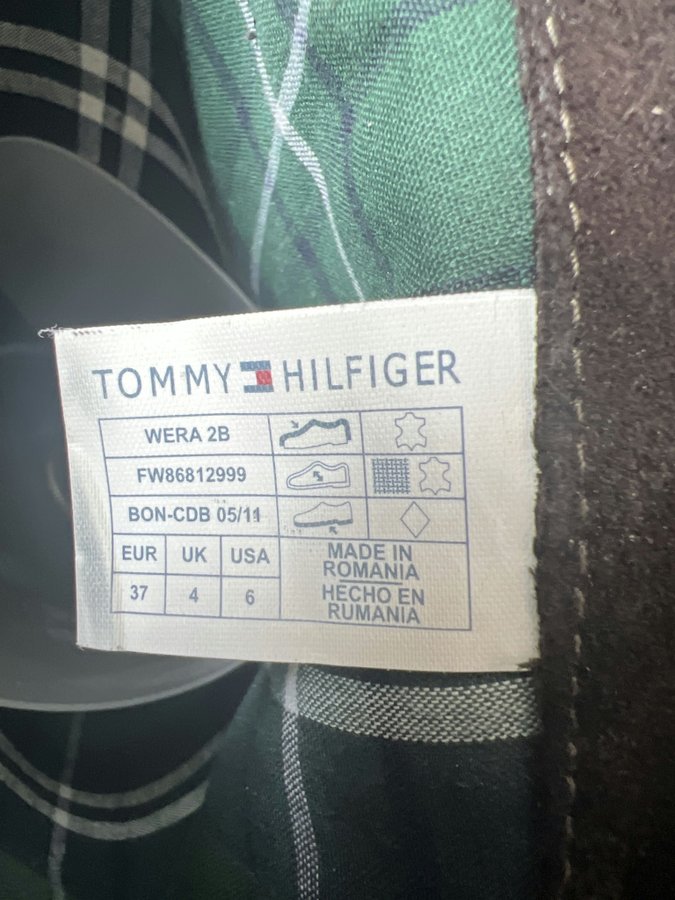 TOMMY HILFIGER
WERA 2B
FW86812999
BON-CDB 05/11
EUR UK USA
37 4 6
MADE IN
ROMANIA
HECHO EN
RUMANIA